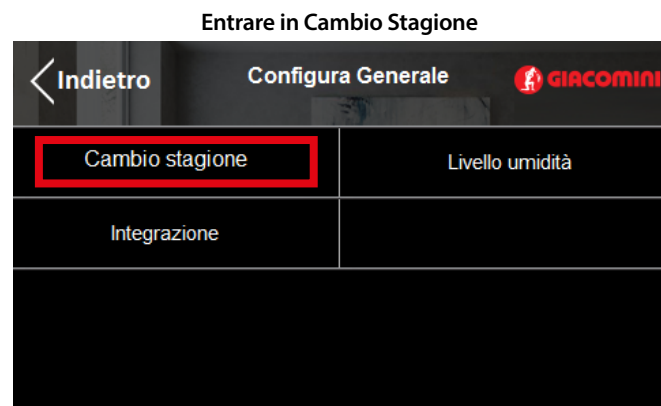 Entrare in Cambio Stagione
Indietro Configura Generale GIACOMINI
Cambio stagione Livello umidità
Integrazione